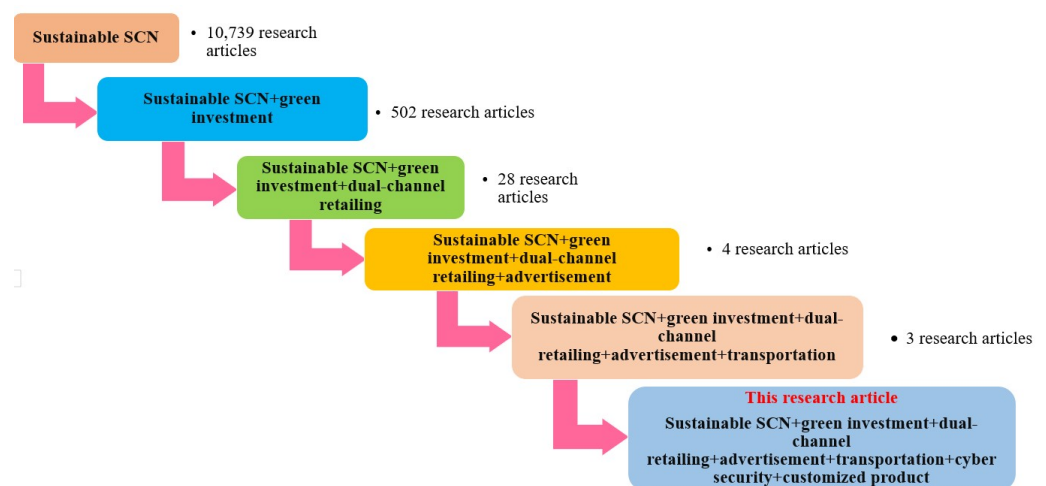 Sustainable SCN
• 10,739 research
articles
Sustainable SCN+green
investment
• 502 research articles
Sustainable SCN+green
investment+dual-channel
retailing
• 28 research
articles
Sustainable SCN+green
investment+dual-channel
retailing+advertisement
• 4 research articles
Sustainable SCN+green investment+dual-
channel
retailing+advertisement+transportation
• 3 research articles
This research article
Sustainable SCN+green investment+dual-
channel
retailing+advertisement+transportation+cyber
security+customized product